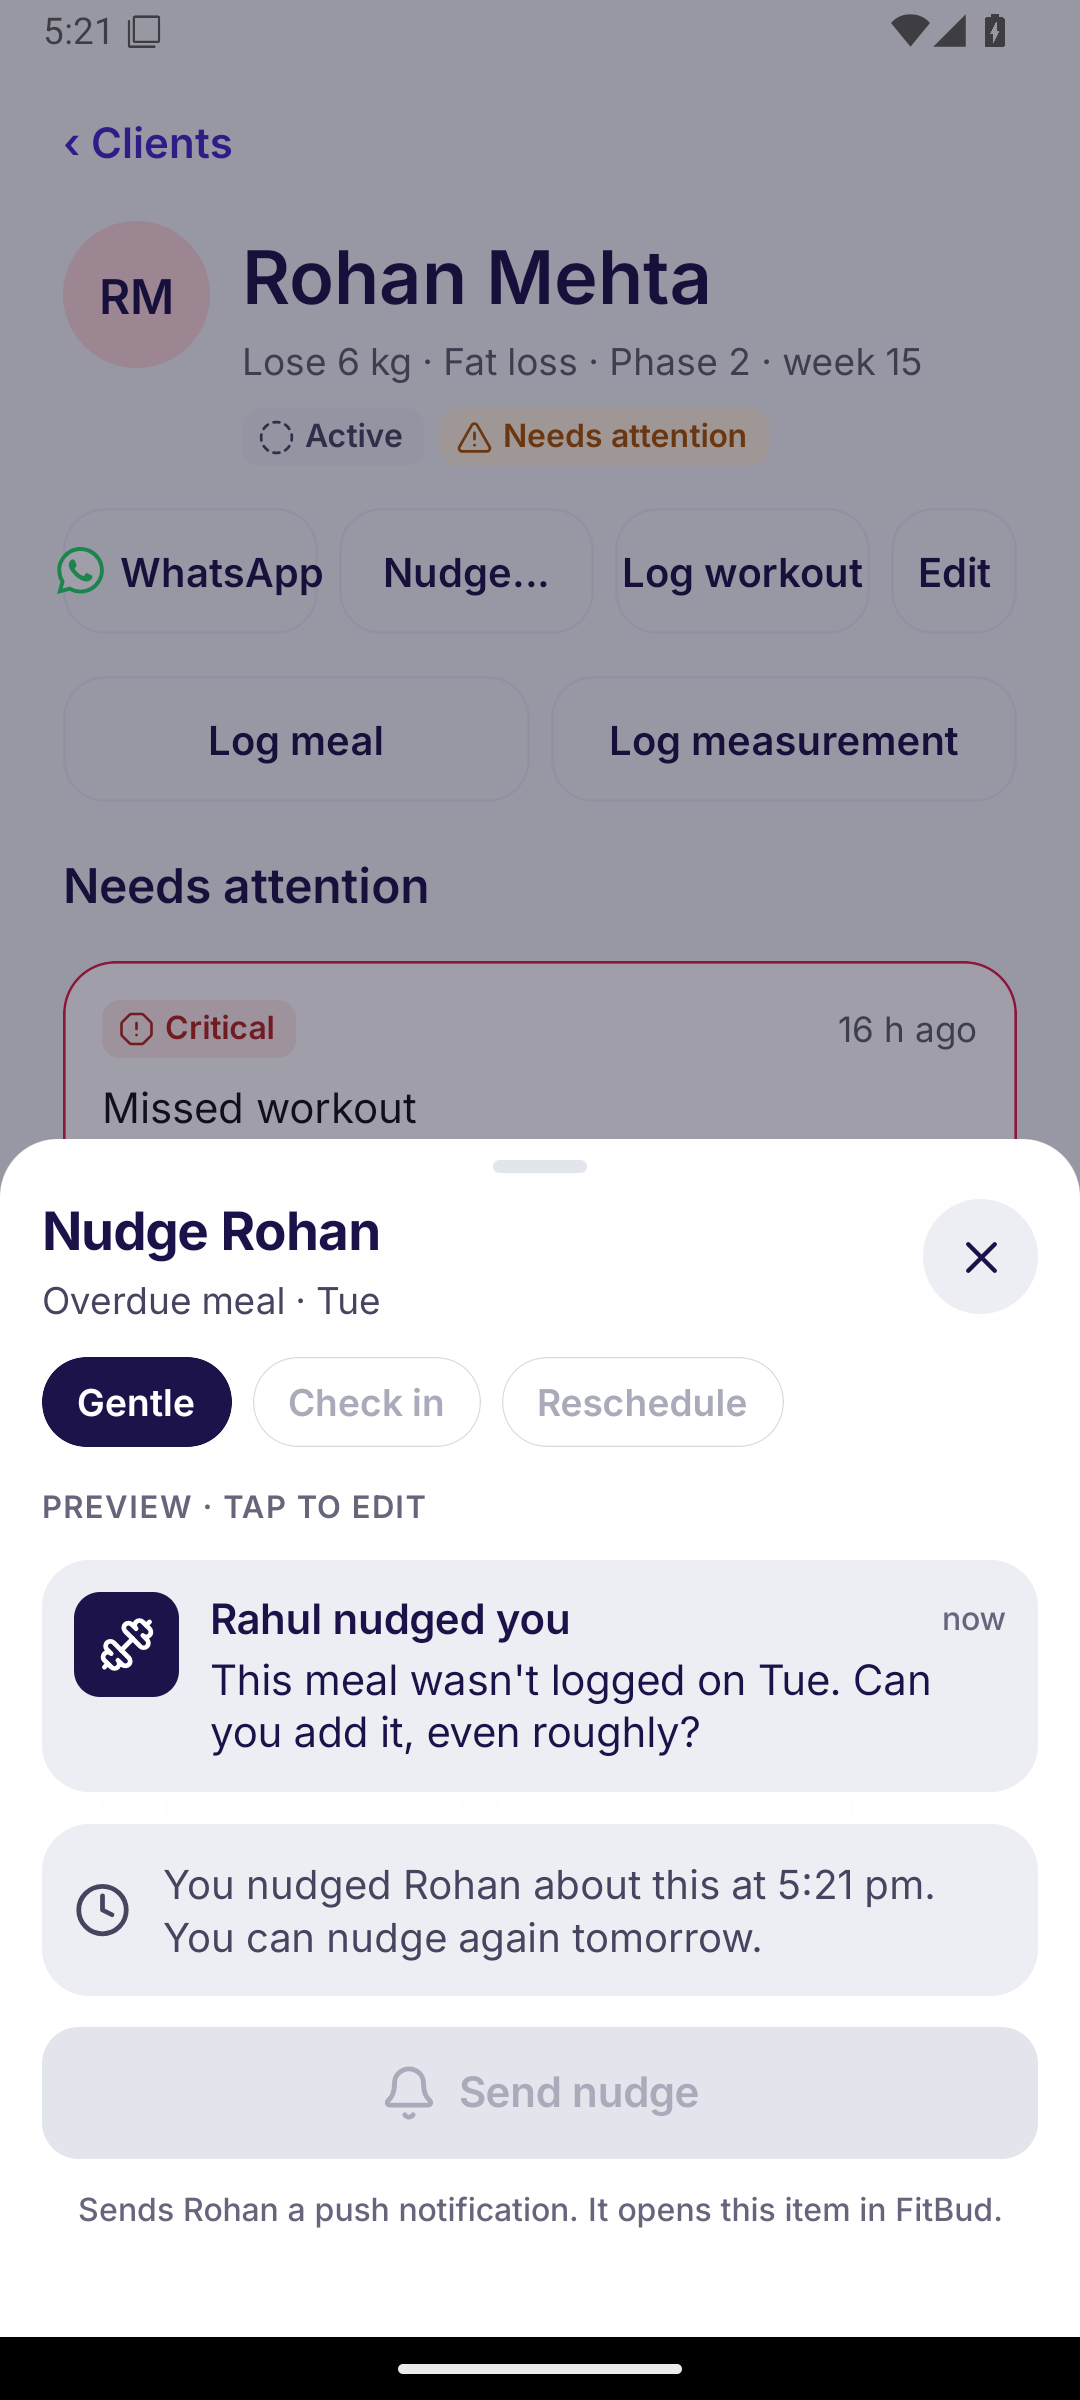 5:21
‹ Clients
RM
Rohan Mehta
Lose 6 kg · Fat loss · Phase 2 · week 15
Active
Needs attention
WhatsApp
Nudge...
Log workout
Edit
Log meal
Log measurement
Needs attention
Critical
16 h ago
Missed workout
Nudge Rohan
Overdue meal · Tue
Gentle
Check in
Reschedule
PREVIEW · TAP TO EDIT
Rahul nudged you
now
This meal wasn't logged on Tue. Can
you add it, even roughly?
You nudged Rohan about this at 5:21 pm.
You can nudge again tomorrow.
Send nudge
Sends Rohan a push notification. It opens this item in FitBud.